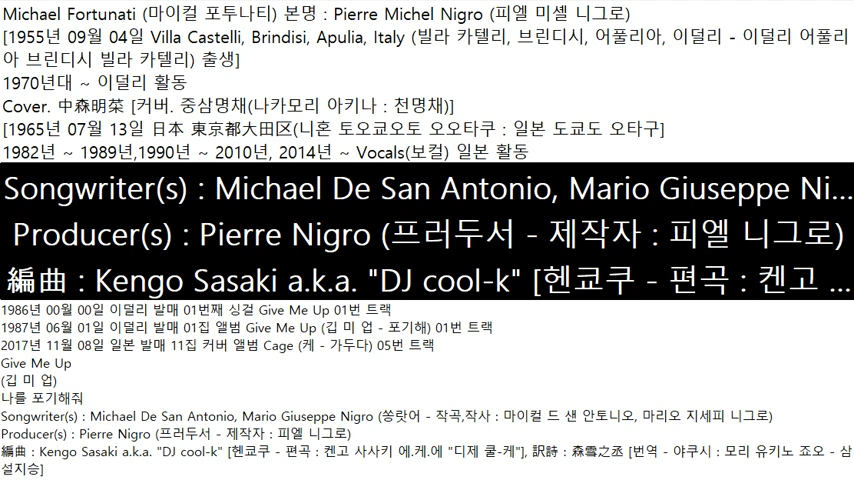 Michael Fortunati (마이컬 포투나티) 본명 : Pierre Michel Nigro (피엘 미셸 니그로)
[1955년 09월 04일 Villa Castelli, Brindisi, Apulia, Italy (빌라 카텔리, 브린디시, 어풀리아, 이덜리 - 이덜리 어풀리
아 브린디시 빌라 카텔리) 출생]
1970년대 ~ 이덜리 활동
Cover. 中森明菜 [커버. 중삼명채(나카모리 아키나 : 천명채)]
[1965년 07월 13일 日本 東京都大田区(니혼 토오쿄오토 오오타쿠 : 일본 도쿄도 오타구]
1982년 ~ 1989년,1990년 ~ 2010년, 2014년 ~ Vocals(보컬) 일본 활동
Songwriter(s) : Michael De San Antonio, Mario Giuseppe Ni...
Producer(s) : Pierre Nigro (프러두서 - 제작자 : 피엘 니그로)
編曲 : Kengo Sasaki a.k.a. "DJ cool-k" [헨쿄쿠 - 편곡 : 켄고 ...
1986년 00월 00일 이덜리 발매 01번째 싱걸 Give Me Up 01번 트랙
1987년 06월 01일 이덜리 발매 01집 앨범 Give Me Up (깁 미 업 - 포기해) 01번 트랙
2017년 11월 08일 일본 발매 11집 커버 앨범 Cage (케 - 가두다) 05번 트랙
Give Me Up
(깁 미 업)
나를 포기해줘
Songwriter(s) : Michael De San Antonio, Mario Giuseppe Nigro (쏭랏어 - 작곡,작사 : 마이컬 드 샌 안토니오, 마리오 지세피 니그로)
Producer(s) : Pierre Nigro (프러두서 - 제작자 : 피엘 니그로)
編曲 : Kengo Sasaki a.k.a. "DJ cool-k" [헨쿄쿠 - 편곡 : 켄고 사사키 에.케.에 "디제 쿨-케"], 訳詩 : 森雪之丞 [번역 - 야쿠시 : 모리 유키노 죠오 - 삼
설지승]